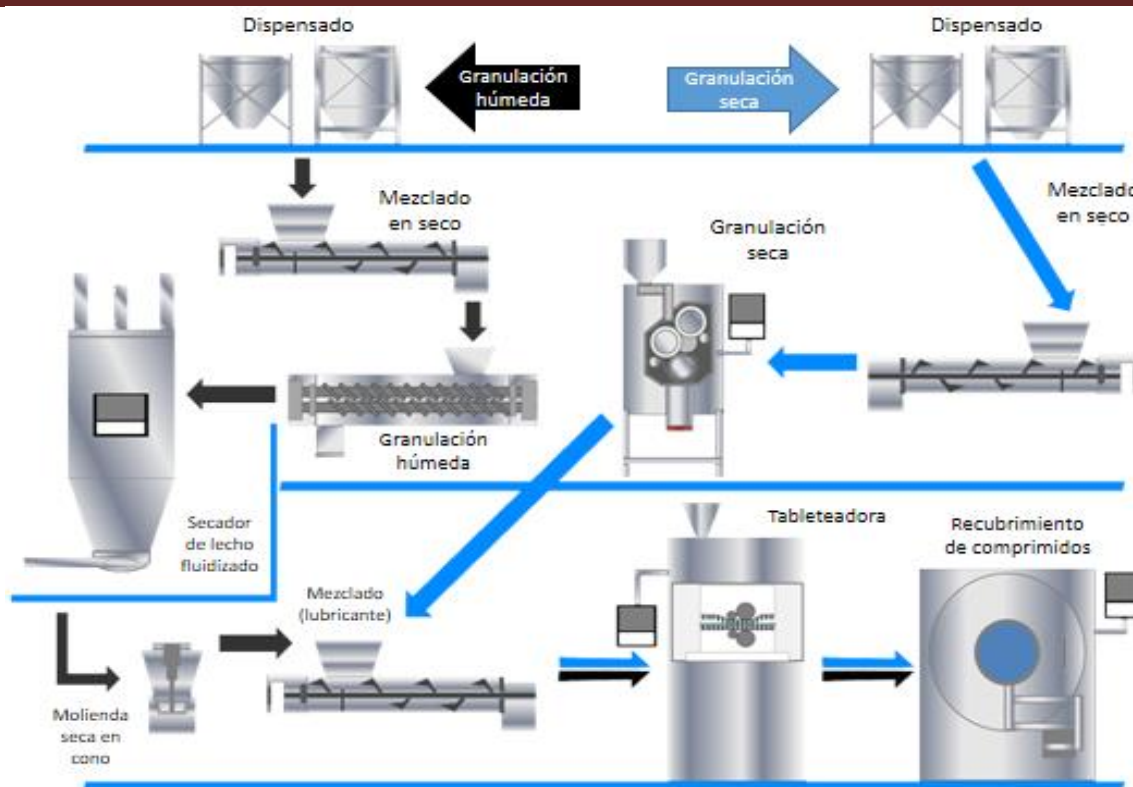 Dispensado
Dispensado
Granulación
húmeda
Granulación
seca
Mezclado
en seco
Mezclado
en seco
Granulación
seca
Granulación
húmeda
Secador
de lecho
fluidizado
Tableteadora
Recubrimiento
de comprimidos
Mezclado
(lubricante)
Molienda
seca en
cono